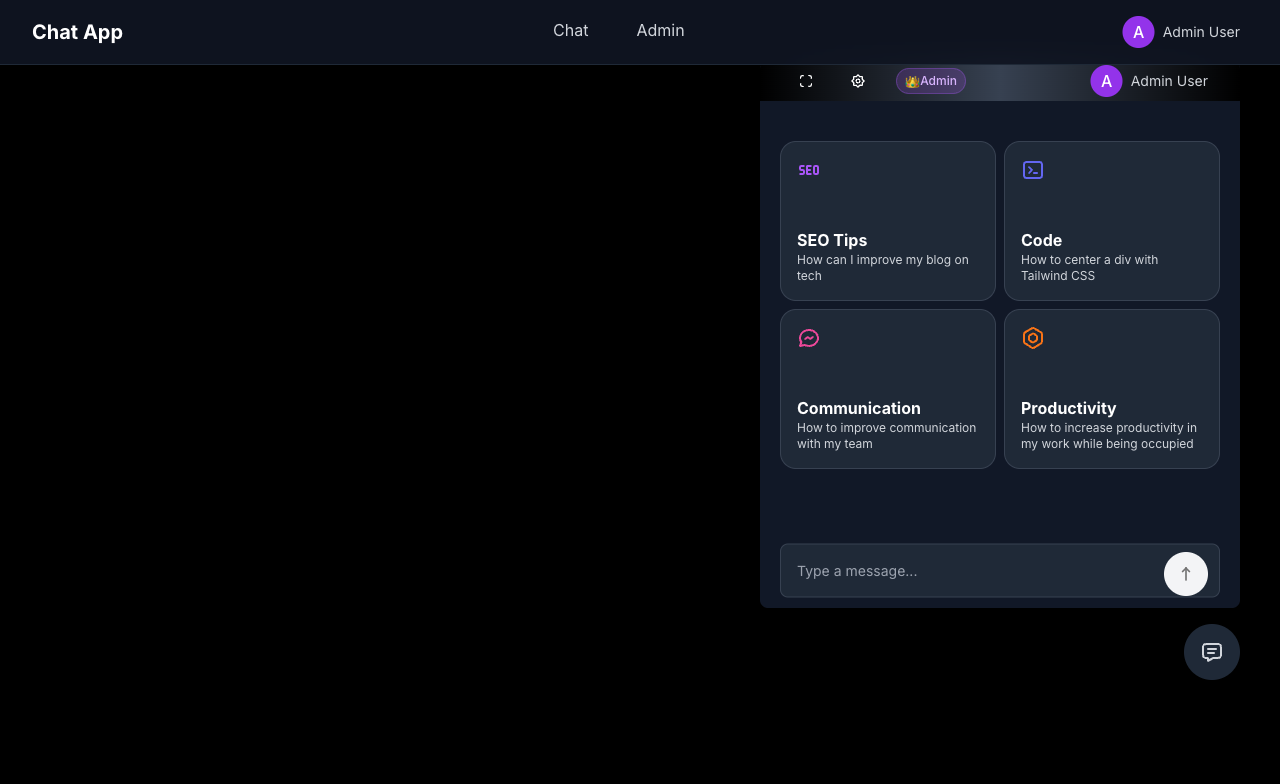 Chat App
Chat
Admin
A
Admin User
👑Admin
A
Admin User
SEO
SEO Tips
How can I improve my blog on
tech
Code
How to center a div with
Tailwind CSS
Communication
How to improve communication
with my team
Productivity
How to increase productivity in
my work while being occupied
Type a message...